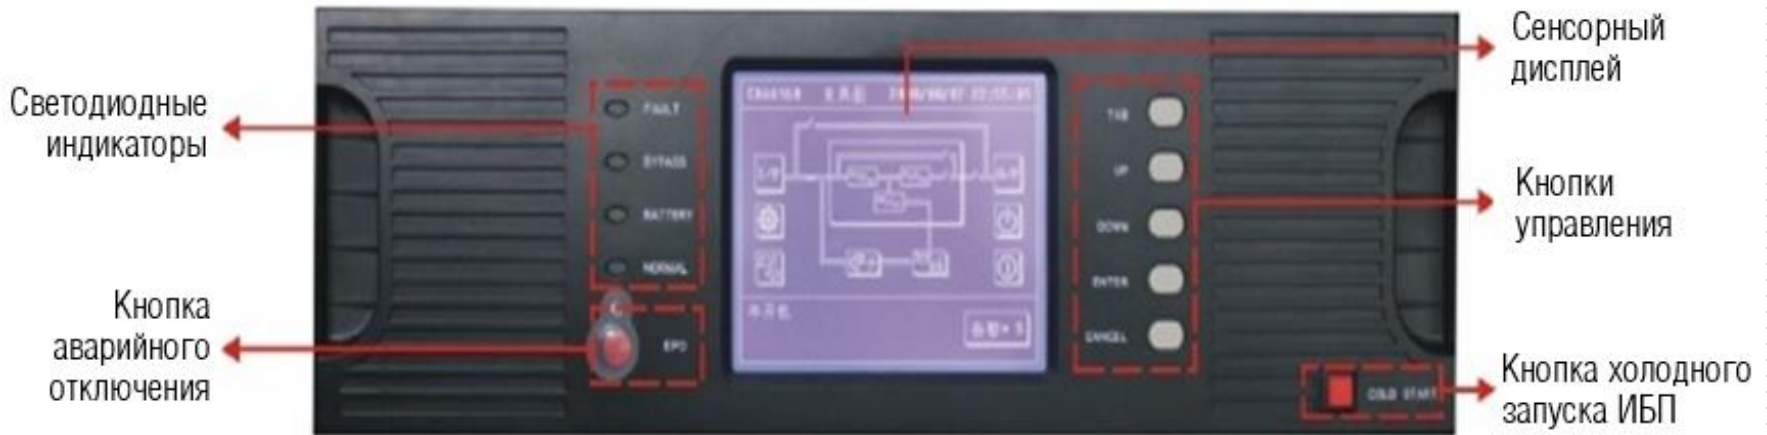 Светодиодные
индикаторы
Кнопка
аварийного
отключения
FAULT
BYPASS
BATTERY
NORMAL
EPO
TAB
UP
DOWN
ENTER
CANCEL
COLD START
Сенсорный
дисплей
Кнопки
управления
Кнопка холодного
запуска ИБП